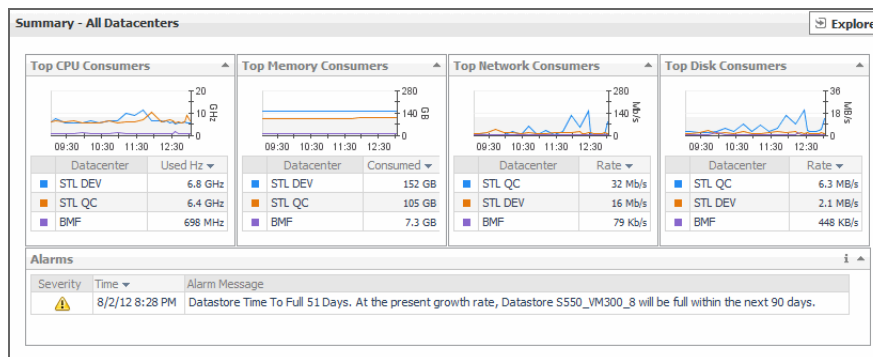 Summary - All Datacenters
Explore
Top CPU Consumers
20
10
0
GHz
09:30 10:30 11:30 12:30
Datacenter Used Hz
STL DEV 6.8 GHz
STL QC 6.4 GHz
BMF 698 MHz
Top Memory Consumers
280
140
0
GB
09:30 10:30 11:30 12:30
Datacenter Consumed
STL DEV 152 GB
STL QC 105 GB
BMF 7.3 GB
Top Network Consumers
280
140
0
Mb/s
09:30 10:30 11:30 12:30
Datacenter Rate
STL QC 32 Mb/s
STL DEV 16 Mb/s
BMF 79 Kb/s
Top Disk Consumers
36
18
0
MB/s
09:30 10:30 11:30 12:30
Datacenter Rate
STL QC 6.3 MB/s
STL DEV 2.1 MB/s
BMF 448 KB/s
Alarms
Severity Time Alarm Message
8/2/12 8:28 PM Datastore Time To Full 51 Days. At the present growth rate, Datastore S550_VM300_8 will be full within the next 90 days.